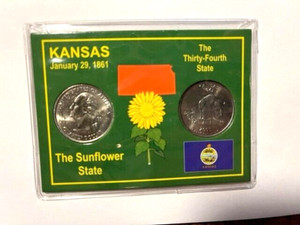 KANSAS
January 29, 1861
The
Thirty-Fourth
State
The Sunflower
State